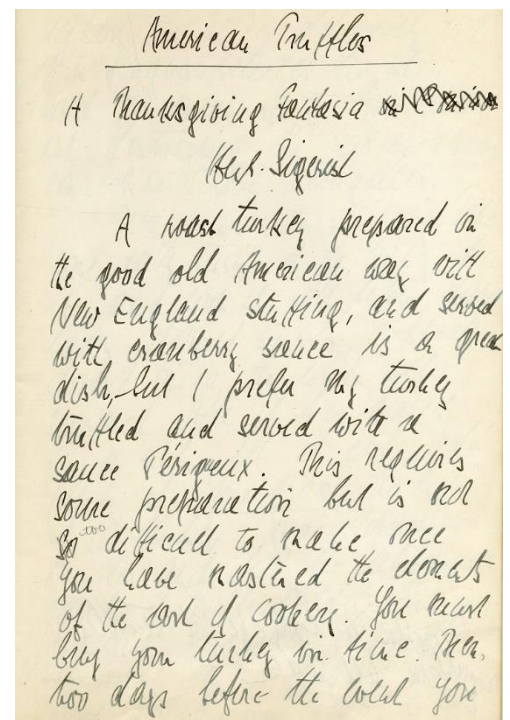 American Truffles
A Thanksgiving Fantasia
Hy. Sigerist
A roast turkey prepared in
the good old American way with
New England stuffing, and served
with cranberry sauce is a great
dish, but I prefer my turkey
truffled and served with a
sauce Périgueux. This requires
some preparation but is not
so too difficult to make once
you have mastered the elements
of the art of cookery. You must
buy your turkey in time. Then,
two days before the event you